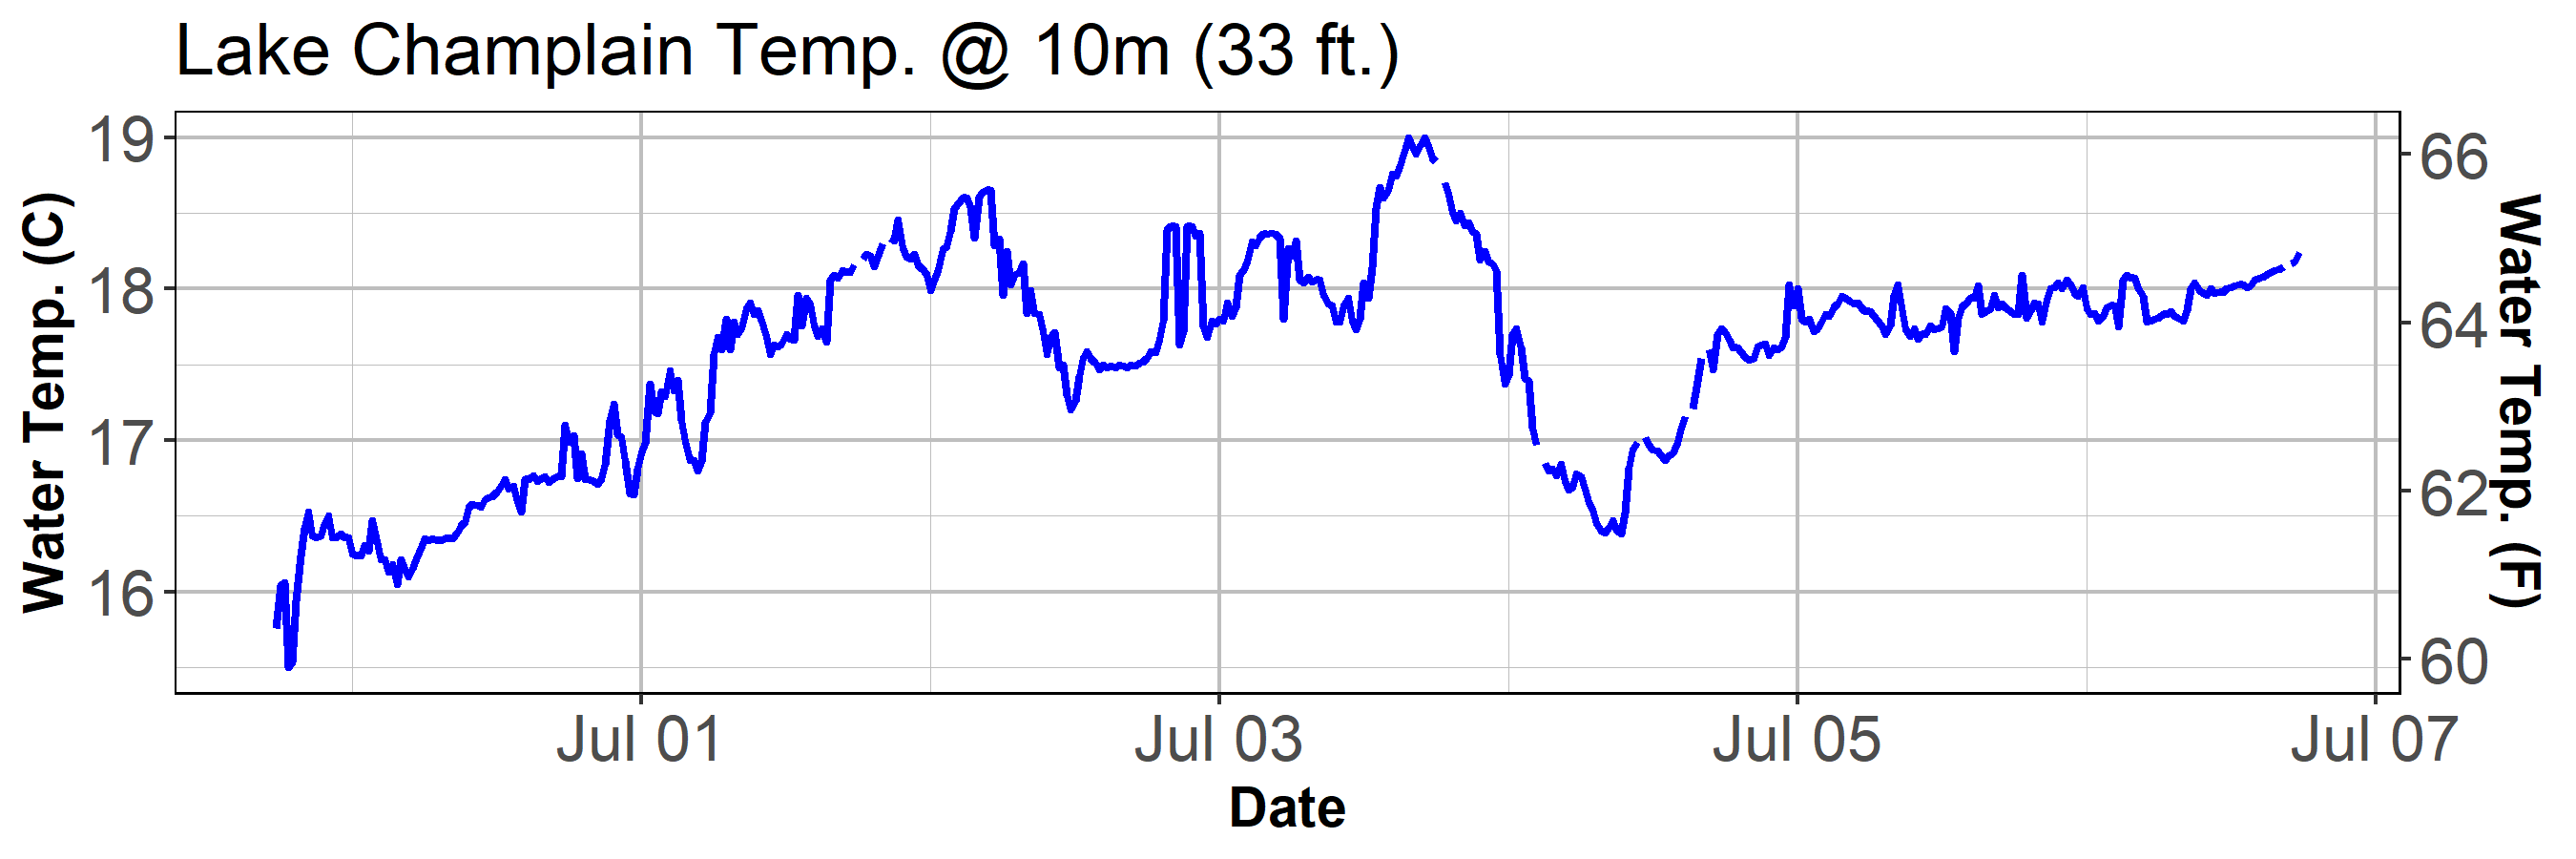 Lake Champlain Temp. @ 10m (33 ft.)
Water Temp. (C)
19
18
17
16
66
64
62
60
Water Temp. (F)
Jul 01 Jul 03 Jul 05 Jul 07
Date